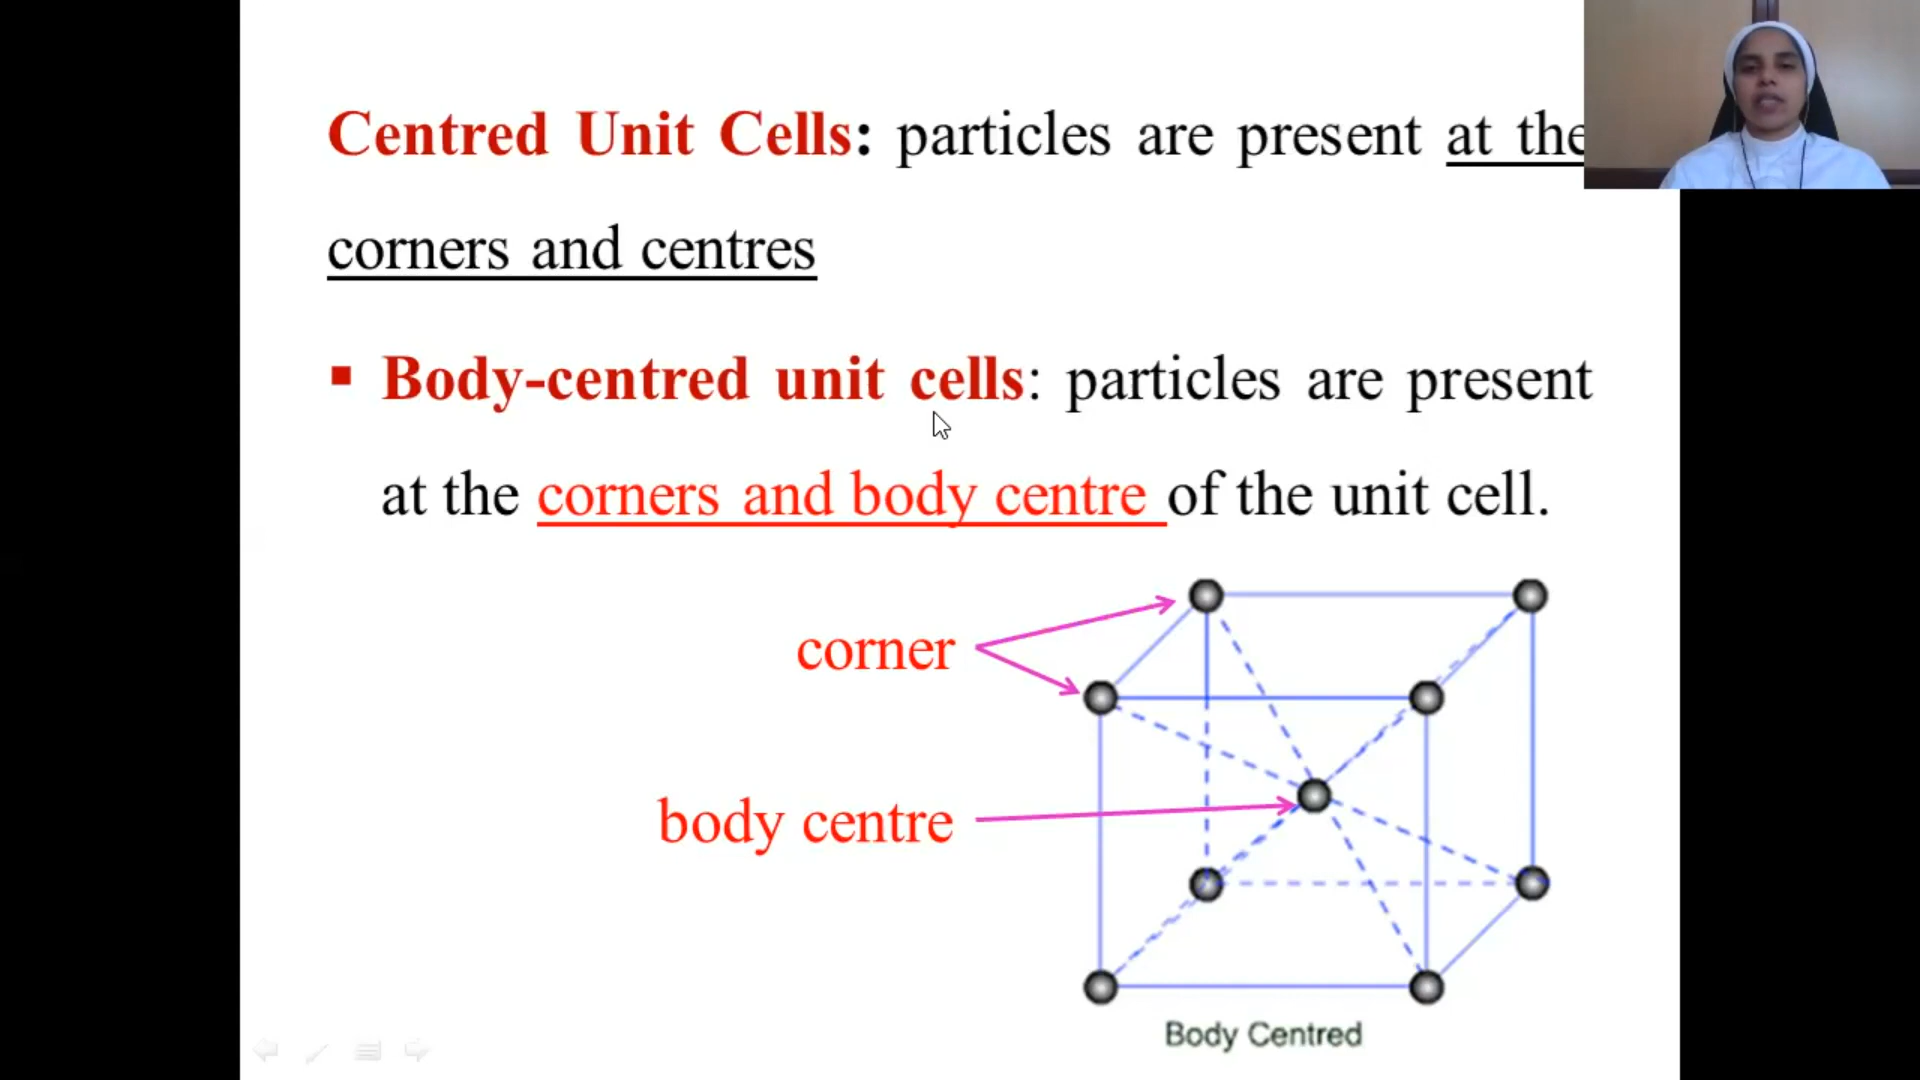 Centred Unit Cells: particles are present at the
corners and centres
▪ Body-centred unit cells: particles are present
at the corners and body centre of the unit cell.
corner
body centre
Body Centred